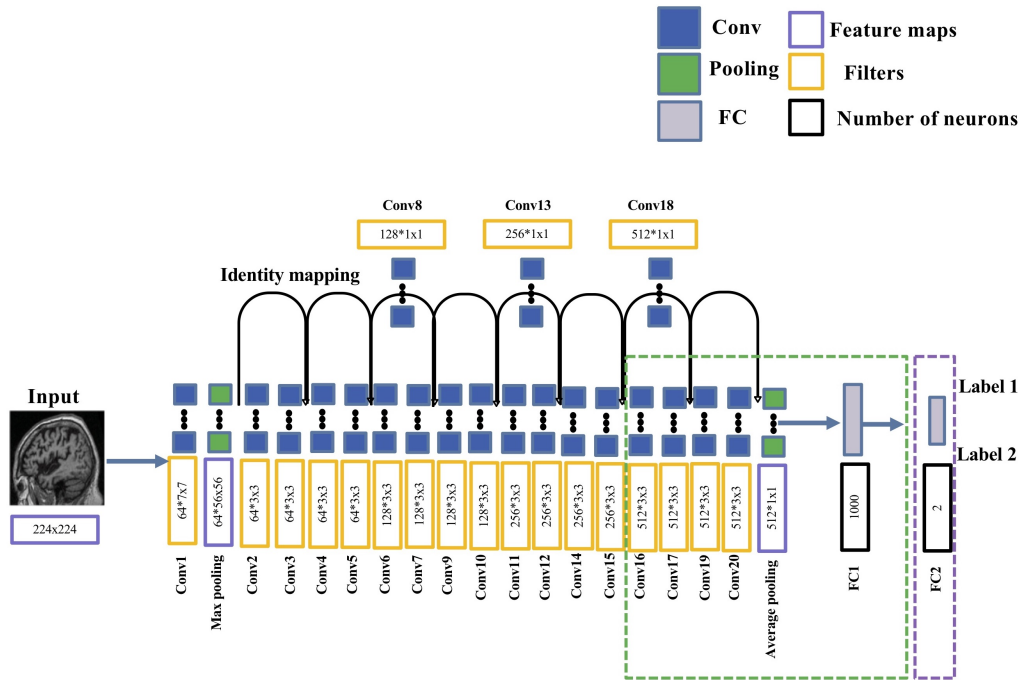 Conv
Feature maps
Pooling
Filters
FC
Number of neurons
Conv8
Conv13
Conv18
128*1x1
256*1x1
512*1x1
Identity mapping
Input
224x224
Label 1
Label 2
64*7x7
64*56x56
64*3x3
64*3x3
64*3x3
64*3x3
128*3x3
128*3x3
128*3x3
128*3x3
256*3x3
256*3x3
256*3x3
256*3x3
512*3x3
512*3x3
512*3x3
512*3x3
512*1x1
1000
2
Conv1
Max pooling
Conv2
Conv3
Conv4
Conv5
Conv6
Conv7
Conv9
Conv10
Conv11
Conv12
Conv14
Conv15
Conv16
Conv17
Conv19
Conv20
Average pooling
FC1
FC2